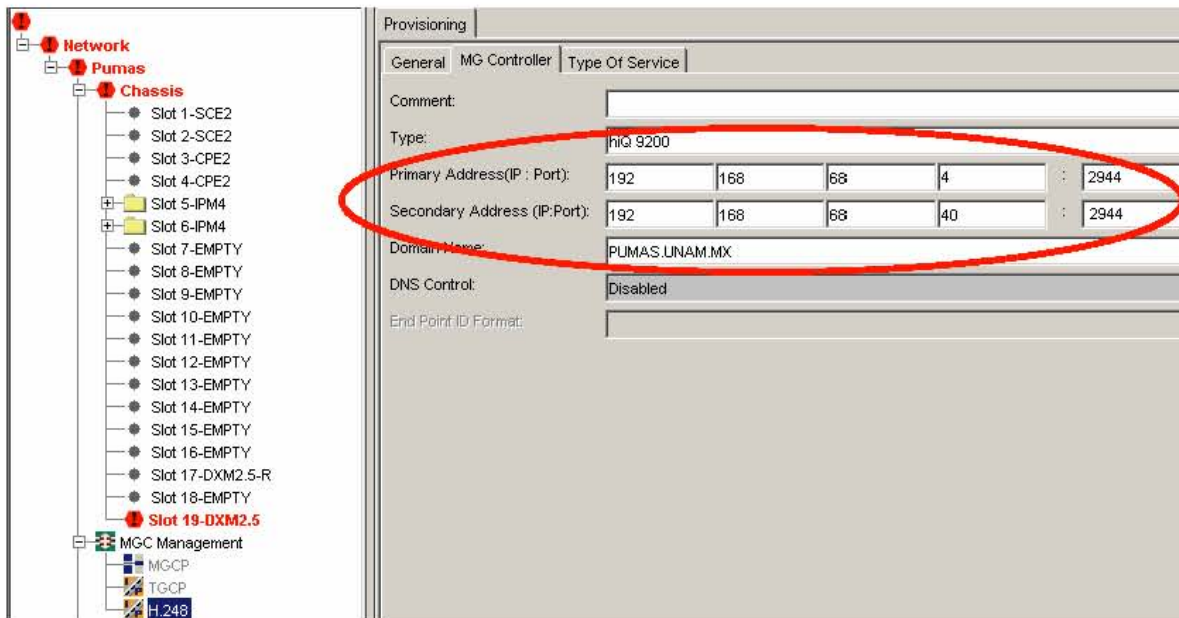 Network
Pumas
Chassis
Slot 1-SCE2
Slot 2-SCE2
Slot 3-CPE2
Slot 4-CPE2
Slot 5-IPM4
Slot 6-IPM4
Slot 7-EMPTY
Slot 8-EMPTY
Slot 9-EMPTY
Slot 10-EMPTY
Slot 11-EMPTY
Slot 12-EMPTY
Slot 13-EMPTY
Slot 14-EMPTY
Slot 15-EMPTY
Slot 16-EMPTY
Slot 17-DXM2.5-R
Slot 18-EMPTY
Slot 19-DXM2.5
MGC Management
MGCP
TGCP
H.248
Provisioning
General MG Controller Type Of Service
Comment:
Type: hiQ 9200
Primary Address(IP : Port): 192 168 68 4 : 2944
Secondary Address (IP:Port): 192 168 68 40 : 2944
Domain Name: PUMAS.UNAM.MX
DNS Control: Disabled
End Point ID Format: